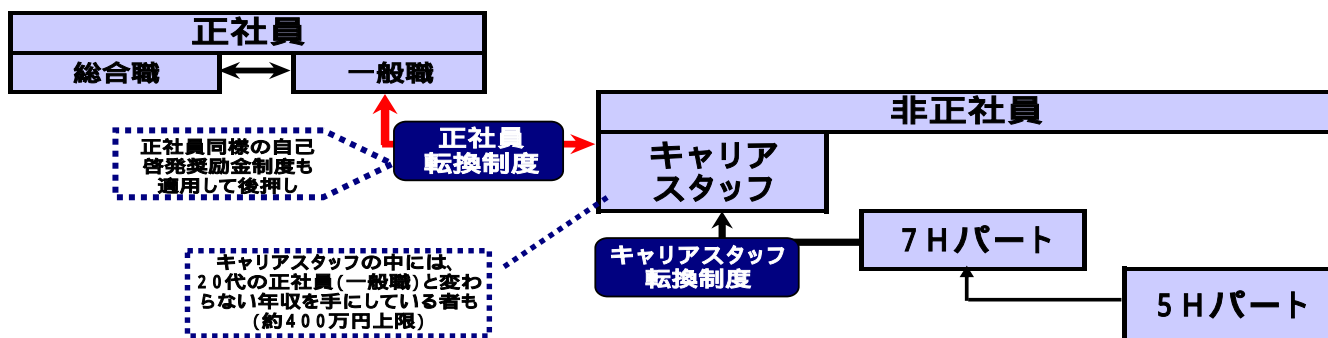 正社員
総合職
一般職
正社員同様の自己
啓発奨励金制度も
適用して後押し
正社員
転換制度
非正社員
キャリア
スタッフ
キャリアスタッフの中には、
20代の正社員(一般職)と変わ
らない年収を手にしている者も
(約400万円上限)
キャリアスタッフ
転換制度
7Hパート
5Hパート